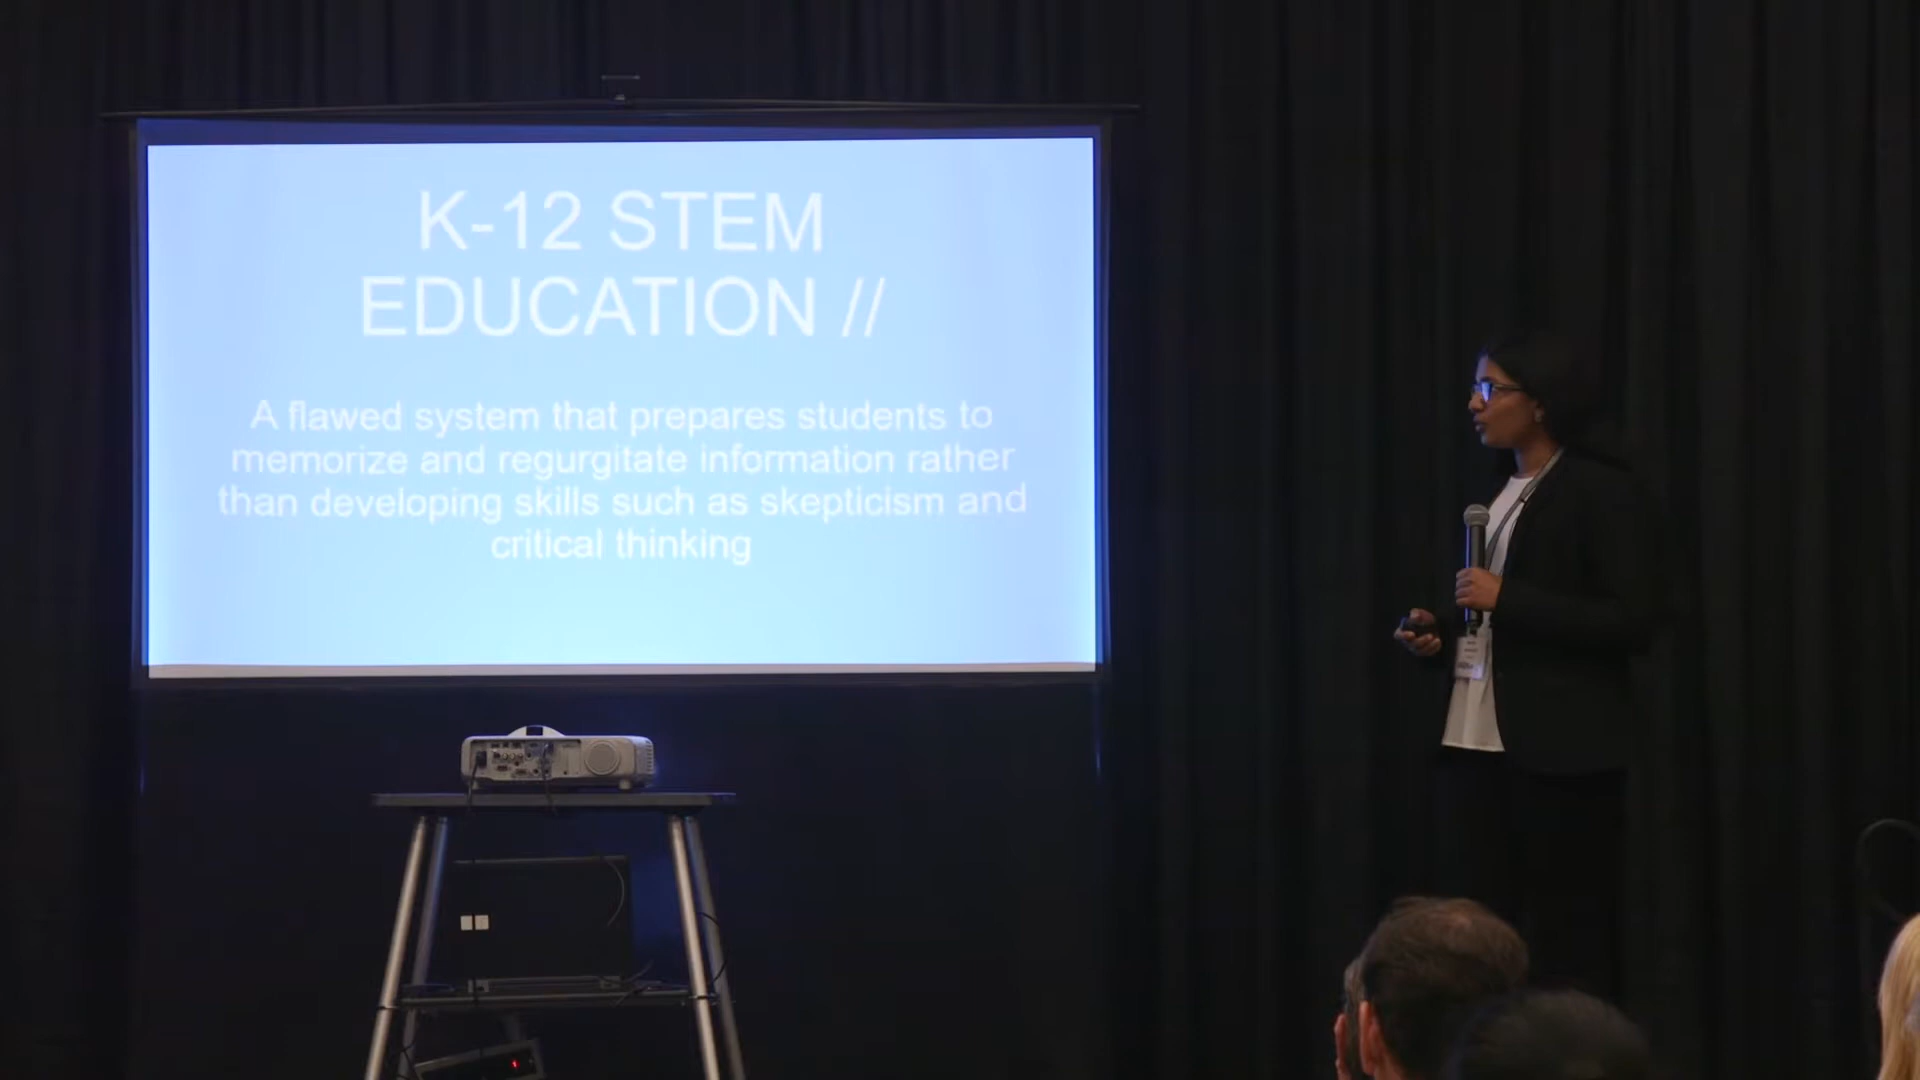 K-12 STEM
EDUCATION //
A flawed system that prepares students to
memorize and regurgitate information rather
than developing skills such as skepticism and
critical thinking